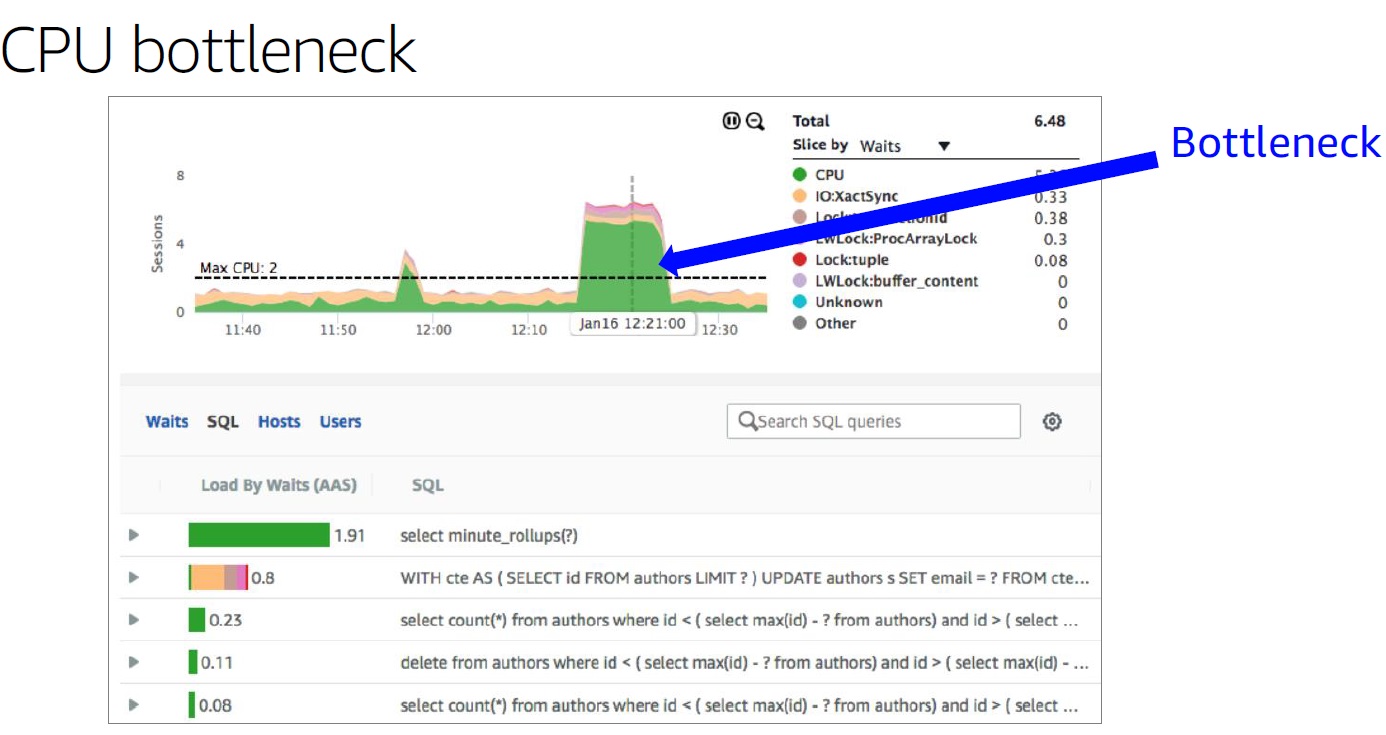 CPU bottleneck
Bottleneck
Total 6.48
Slice by Waits
CPU
IO:XactSync 0.33
0.38
LWLock:ProcArrayLock 0.3
Lock:tuple 0.08
LWLock:buffer_content 0
Unknown 0
Other 0
Sessions
8
4
0
Max CPU: 2
11:40 11:50 12:00 12:10 Jan16 12:21:00 12:30
Waits SQL Hosts Users
Search SQL queries
Load By Waits (AAS) SQL
1.91 select minute_rollups(?)
0.8 WITH cte AS ( SELECT id FROM authors LIMIT ? ) UPDATE authors s SET email = ? FROM cte...
0.23 select count(*) from authors where id < ( select max(id) - ? from authors) and id > ( select ...
0.11 delete from authors where id < ( select max(id) - ? from authors) and id > ( select max(id) - ...
0.08 select count(*) from authors where id < ( select max(id) - ? from authors) and id > ( select ...